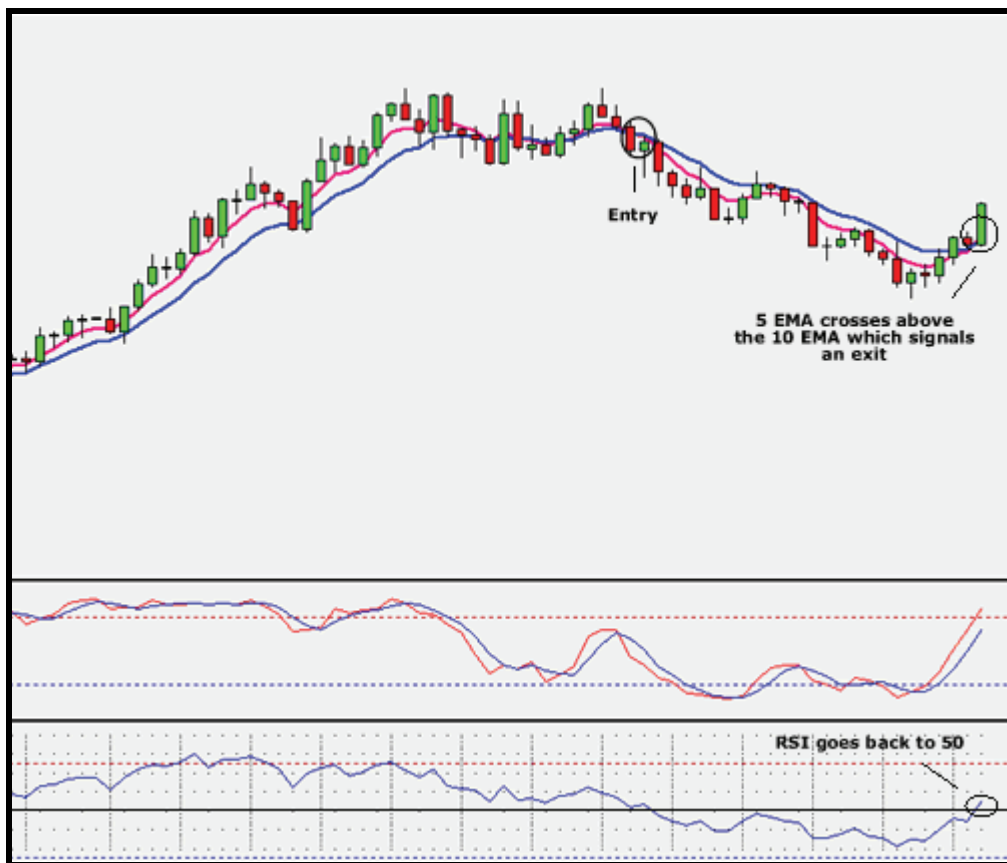 Entry
5 EMA crosses above
the 10 EMA which signals
an exit
RSI goes back to 50